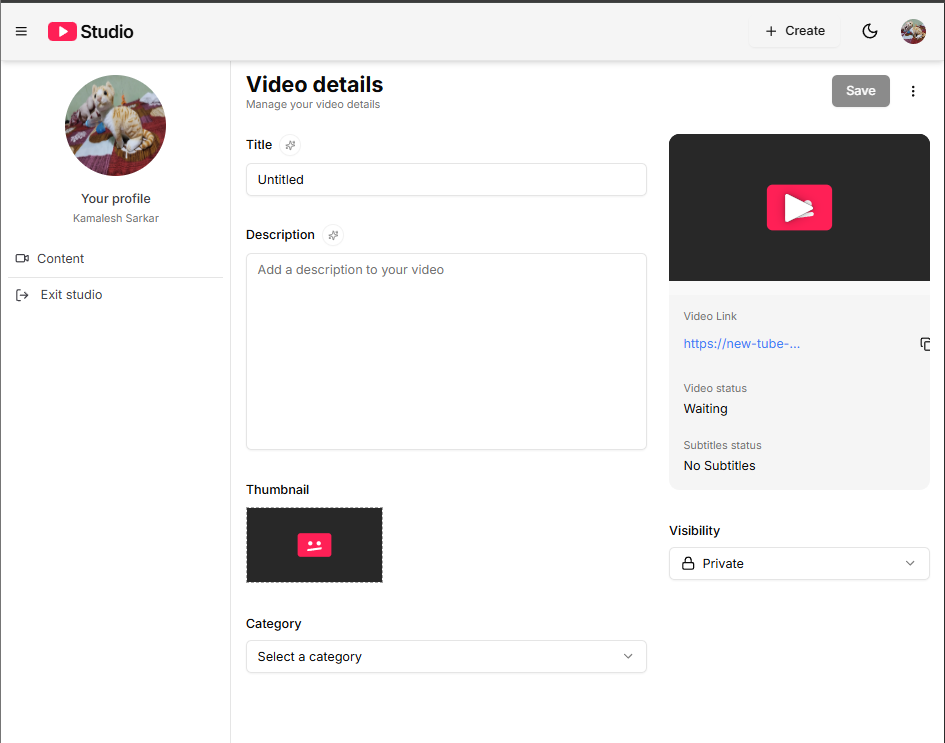 Studio
Create
Your profile
Kamalesh Sarkar
Content
Exit studio
Video details
Manage your video details
Save
Title
Untitled
Description
Add a description to your video
Thumbnail
Category
Select a category
Video Link
https://new-tube-...
Video status
Waiting
Subtitles status
No Subtitles
Visibility
Private